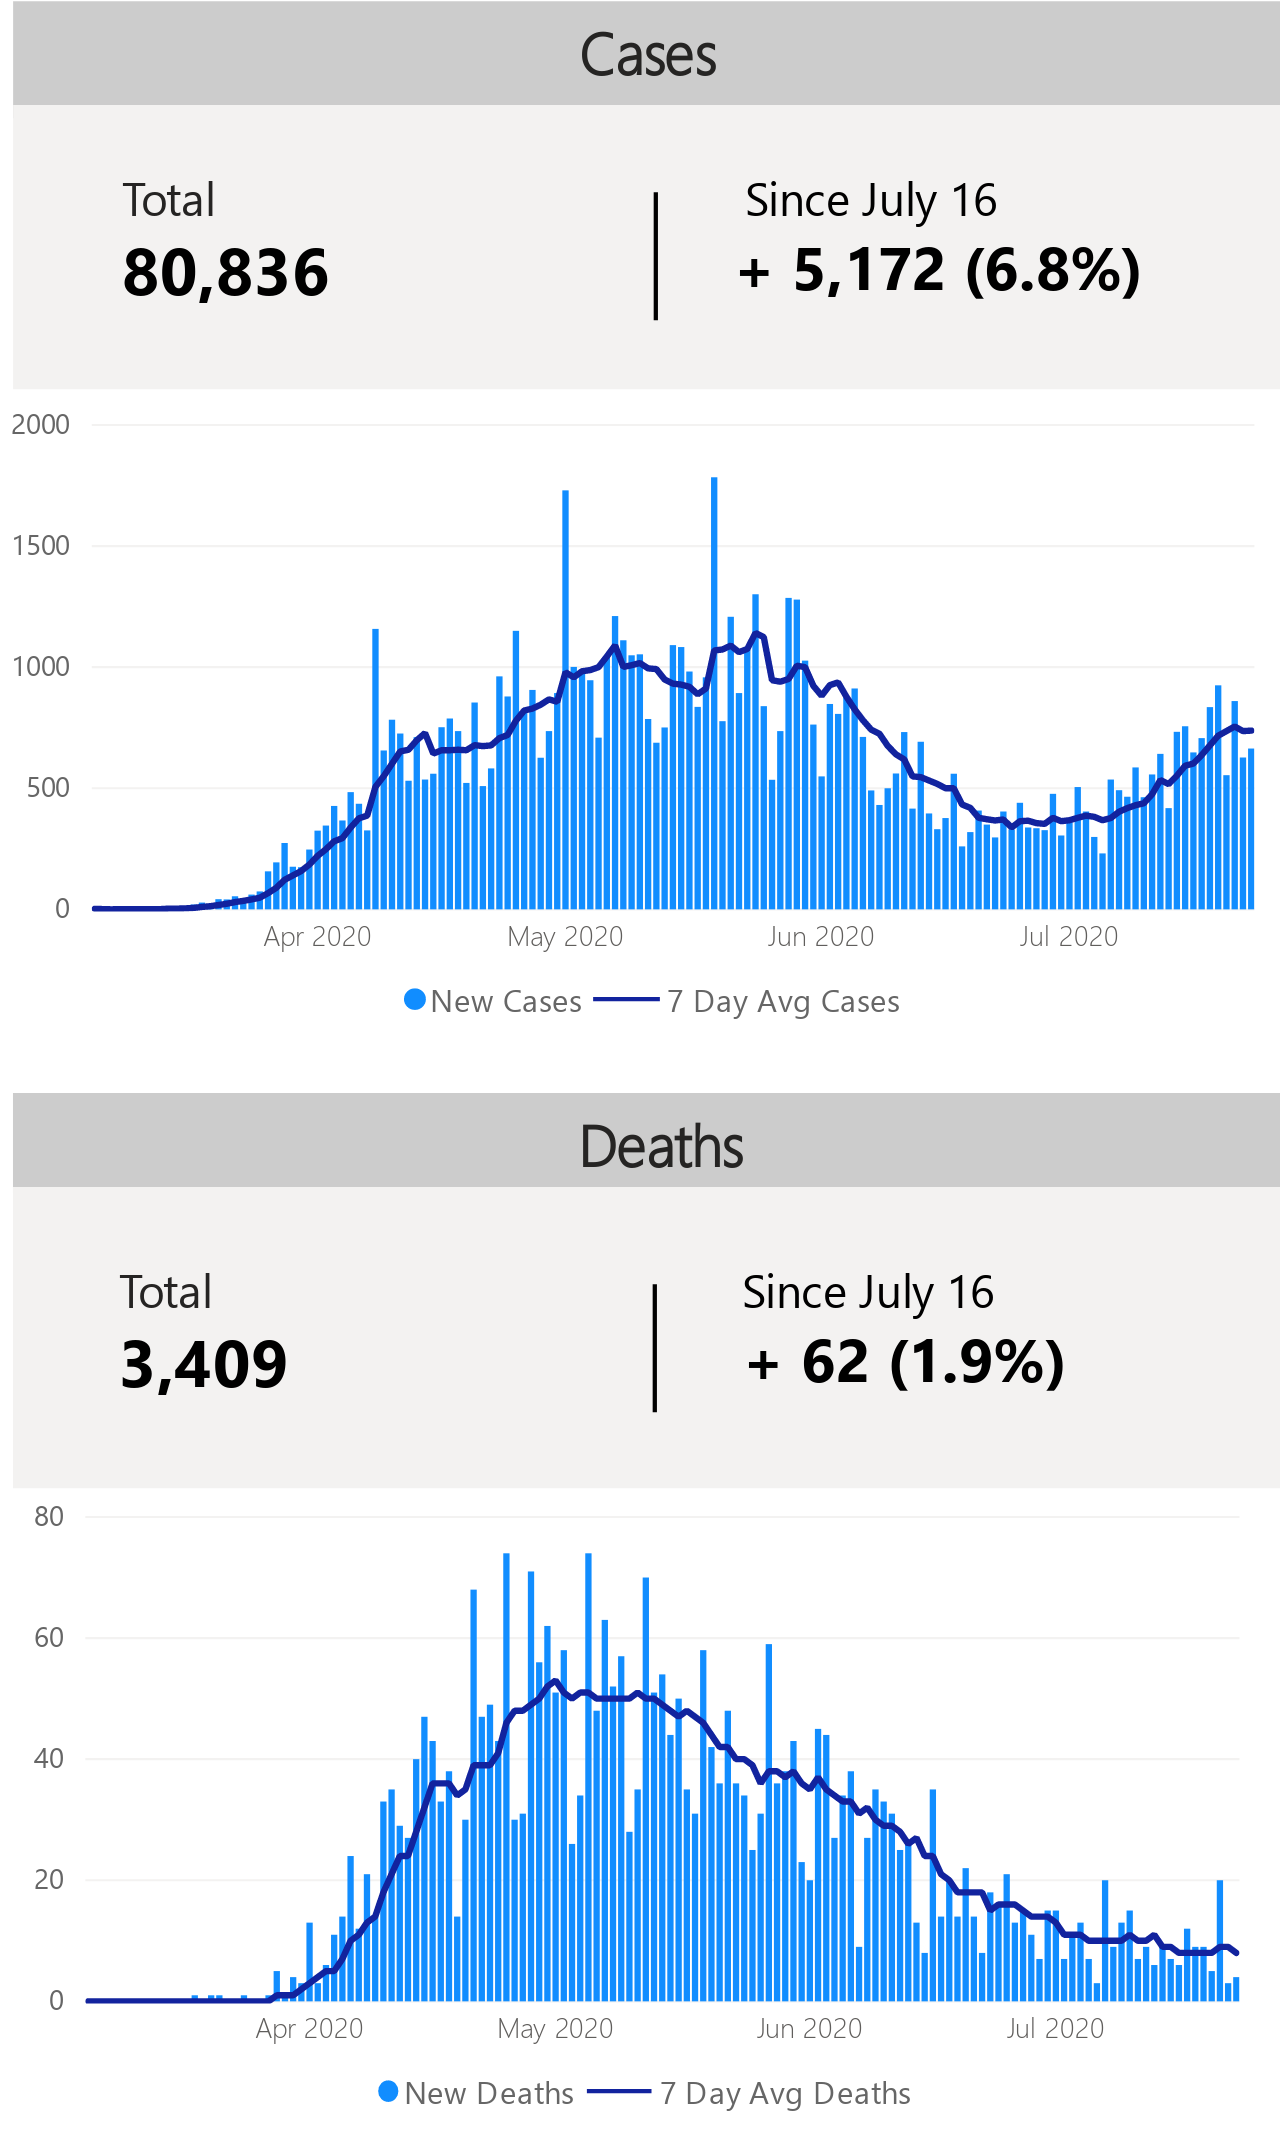 Cases
Total
Since July 16
80,836
+ 5,172 (6.8%)
2000
1500
1000
500
0
Apr 2020
May 2020
Jun 2020
Jul 2020
New Cases
7 Day Avg Cases
Deaths
Total
Since July 16
3,409
+ 62 (1.9%)
80
60
40
20
0
Apr 2020
May 2020
Jun 2020
Jul 2020
New Deaths
7 Day Avg Deaths